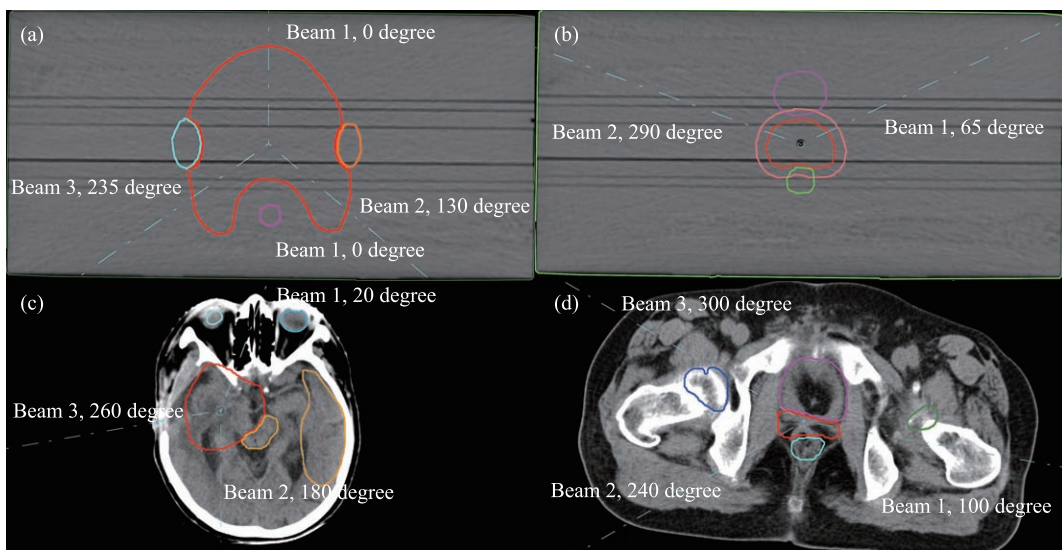 (a)
Beam 1, 0 degree
Beam 3, 235 degree
Beam 2, 130 degree
Beam 1, 0 degree
(b)
Beam 2, 290 degree
Beam 1, 65 degree
(c)
Beam 1, 20 degree
Beam 3, 260 degree
Beam 2, 180 degree
(d)
Beam 3, 300 degree
Beam 2, 240 degree
Beam 1, 100 degree